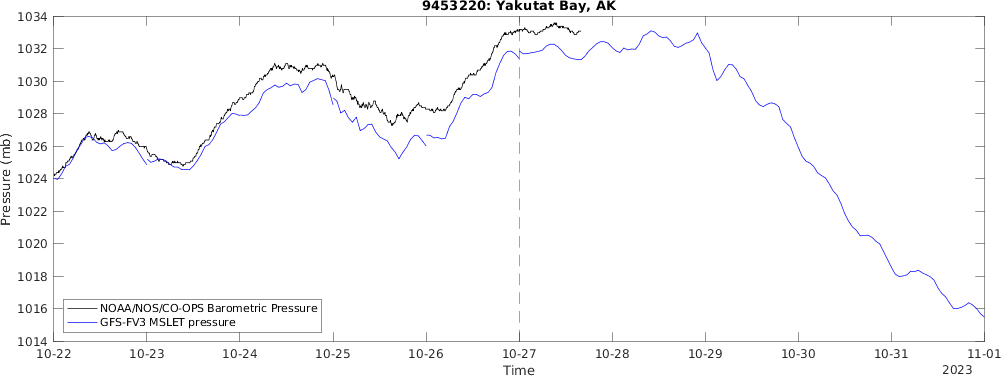 9453220: Yakutat Bay, AK
Pressure (mb)
1034
1032
1030
1028
1026
1024
1022
1020
1018
1016
1014
NOAA/NOS/CO-OPS Barometric Pressure
GFS-FV3 MSLET pressure
10-22 10-23 10-24 10-25 10-26 10-27 10-28 10-29 10-30 10-31 11-01
Time
2023